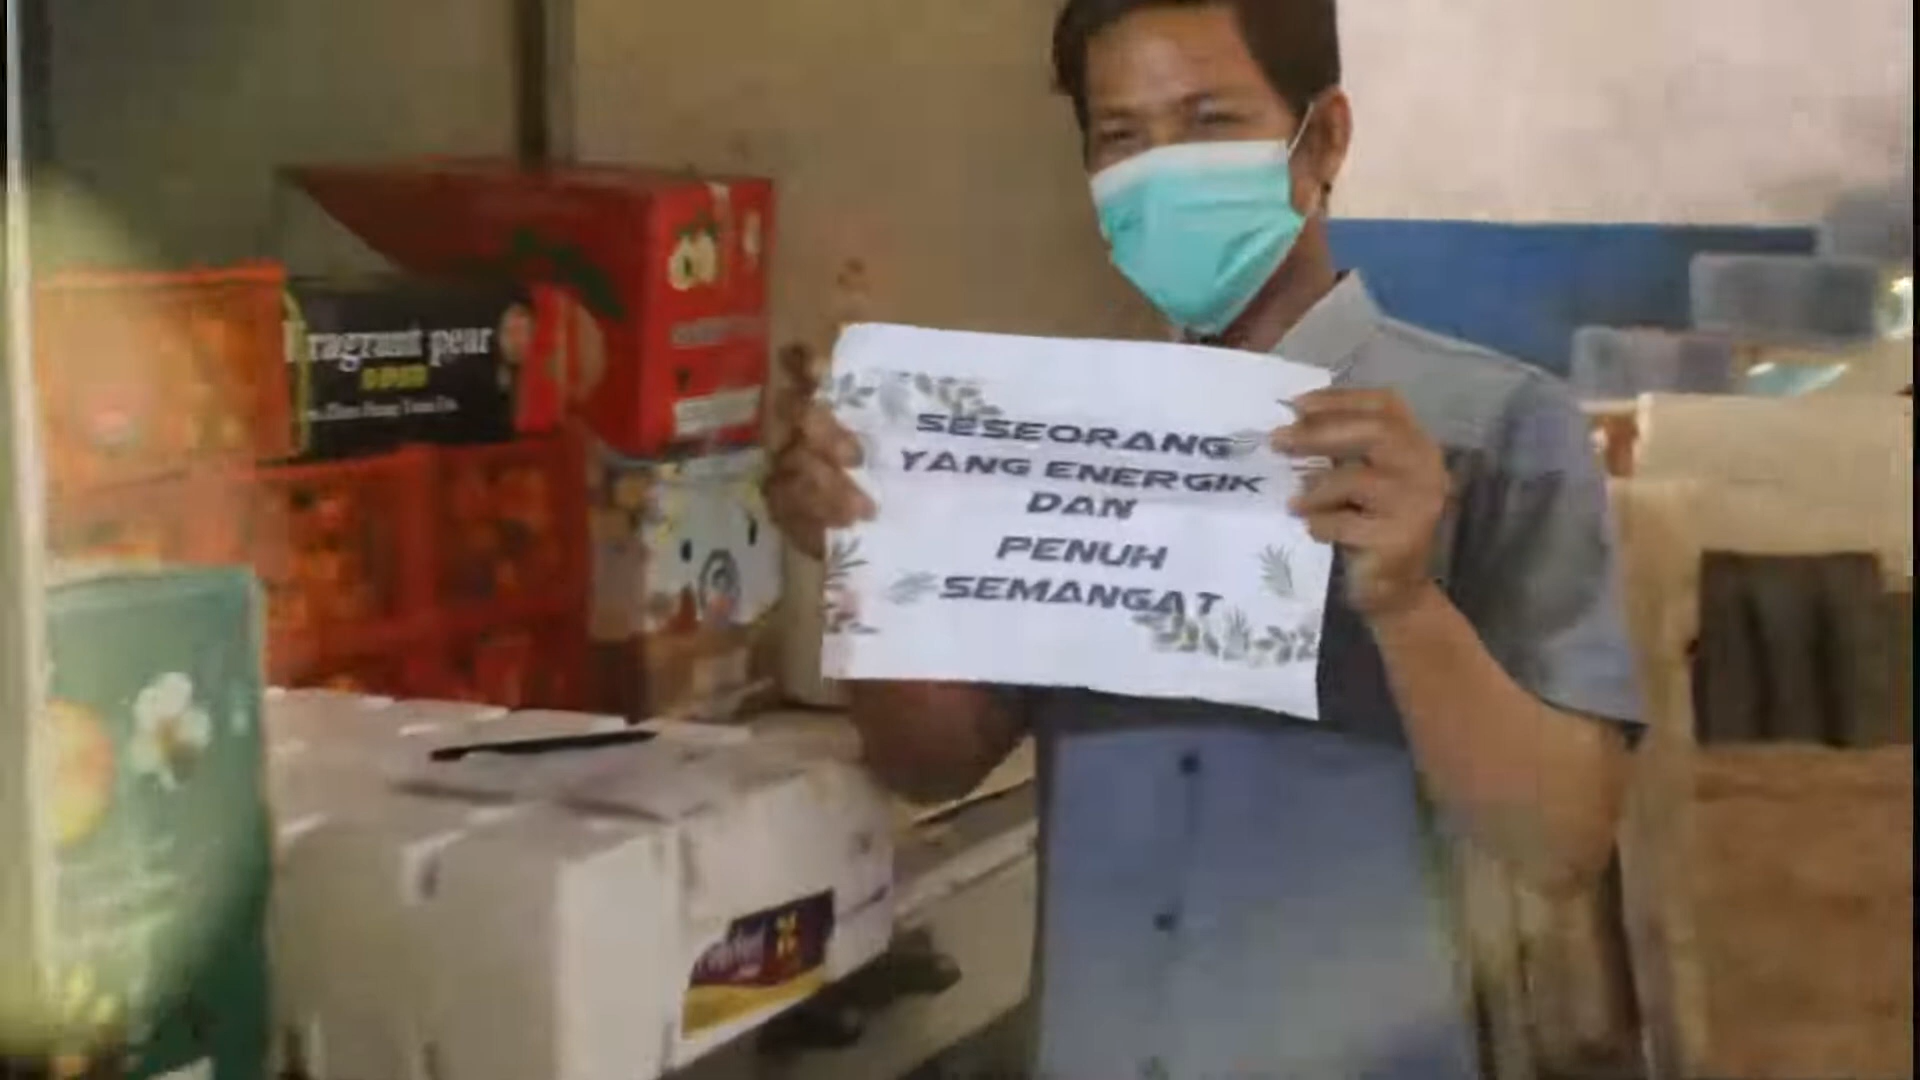 fragrant pear
SESEORANG
YANG ENERGIK
DAN
PENUH
SEMANGAT